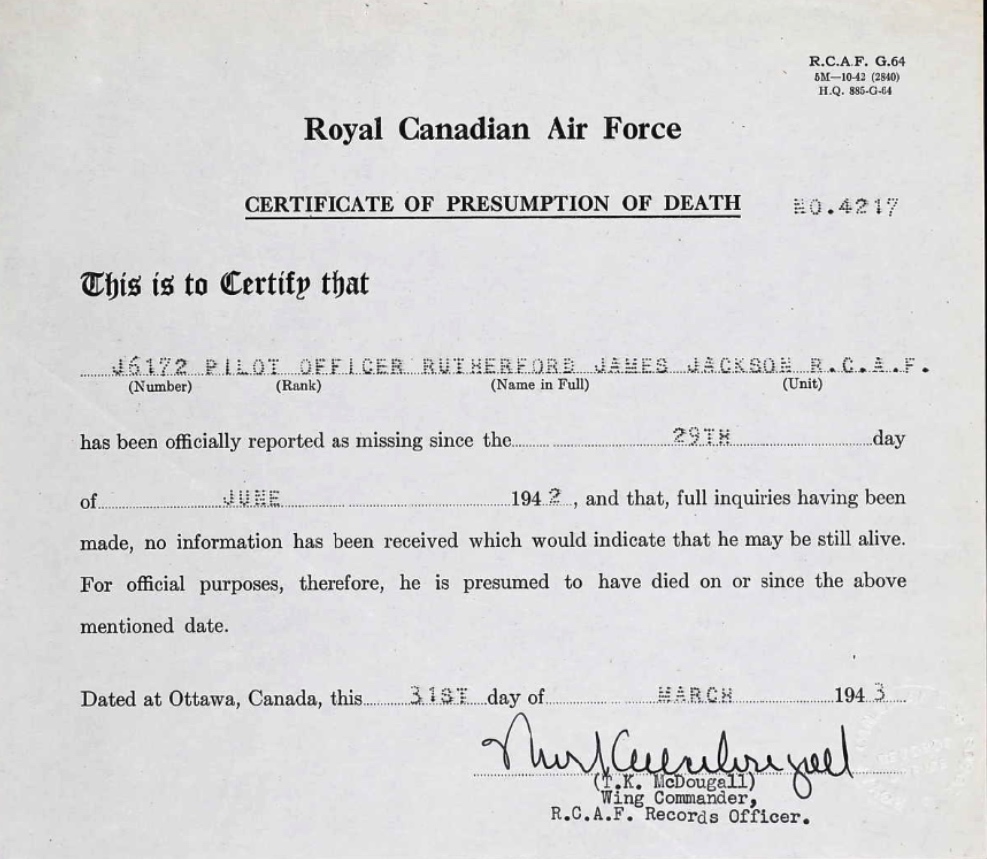 R.C.A.F. G.64
5M—10-42 (2840)
H.Q. 885-G-64
Royal Canadian Air Force
CERTIFICATE OF PRESUMPTION OF DEATH NO.4217
This is to Certify that
J6172 PILOT OFFICER RUTHERFORD JAMES JACKSON R.C.A.F.
(Number) (Rank) (Name in Full) (Unit)
has been officially reported as missing since the 29TH day
of JUNE 1942, and that, full inquiries having been
made, no information has been received which would indicate that he may be still alive.
For official purposes, therefore, he is presumed to have died on or since the above
mentioned date.
Dated at Ottawa, Canada, this 31ST day of MARCH 1943
(T.K. McDougall)
Wing Commander,
R.C.A.F. Records Officer.